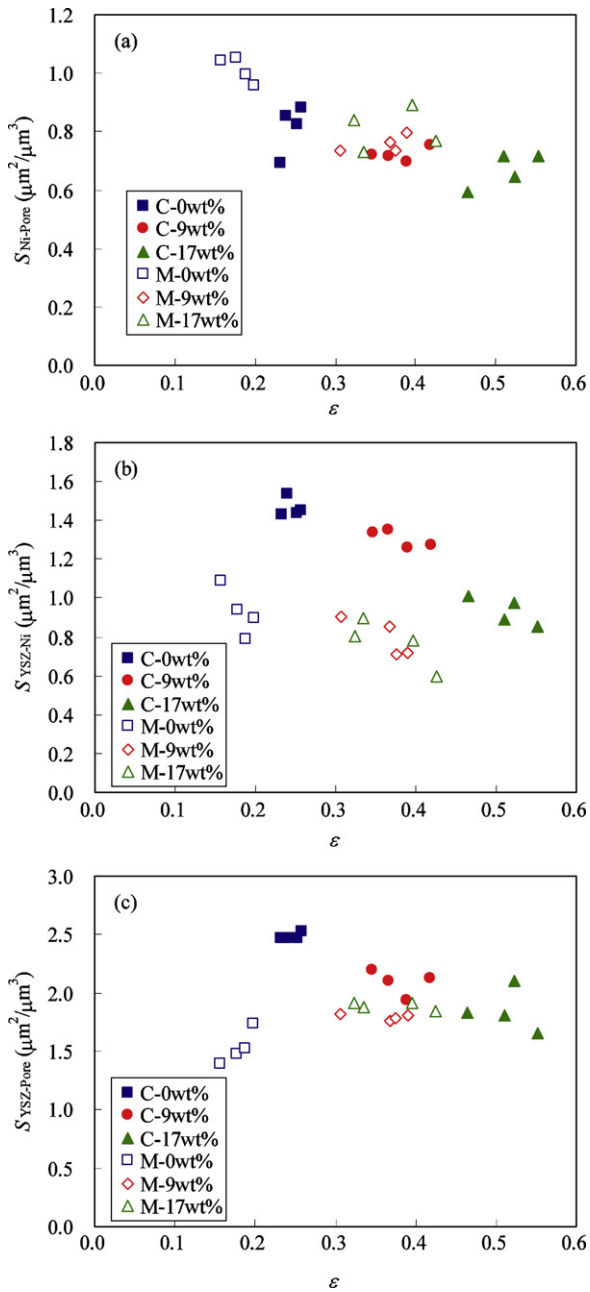 (a)
S Ni-Pore (μm²/μm³)
1.2
1.0
0.8
0.6
0.4
0.2
0.0
C-0wt%
C-9wt%
C-17wt%
M-0wt%
M-9wt%
M-17wt%
0.0 0.1 0.2 0.3 0.4 0.5 0.6
ε
(b)
S YSZ-Ni (μm²/μm³)
1.8
1.6
1.4
1.2
1.0
0.8
0.6
0.4
0.2
0.0
C-0wt%
C-9wt%
C-17wt%
M-0wt%
M-9wt%
M-17wt%
0.0 0.1 0.2 0.3 0.4 0.5 0.6
ε
(c)
S YSZ-Pore (μm²/μm³)
3.0
2.5
2.0
1.5
1.0
0.5
0.0
C-0wt%
C-9wt%
C-17wt%
M-0wt%
M-9wt%
M-17wt%
0.0 0.1 0.2 0.3 0.4 0.5 0.6
ε